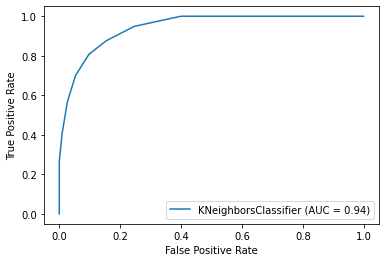 1.0
0.8
0.6
0.4
0.2
0.0
True Positive Rate
KNeighborsClassifier (AUC = 0.94)
0.0 0.2 0.4 0.6 0.8 1.0
False Positive Rate